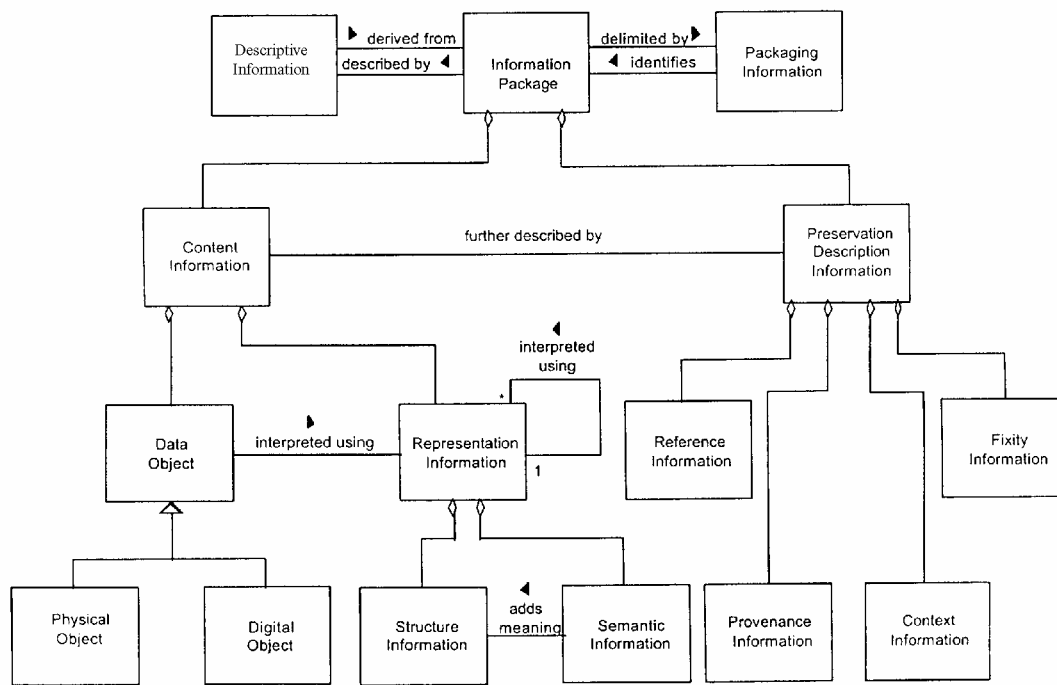 Descriptive
Information
derived from
described by
Information
Package
delimited by
identifies
Packaging
Information
Content
Information
further described by
Preservation
Description
Information
interpreted
using
*
1
Data
Object
interpreted using
Representation
Information
Reference
Information
Fixity
Information
Physical
Object
Digital
Object
Structure
Information
adds
meaning
Semantic
Information
Provenance
Information
Context
Information